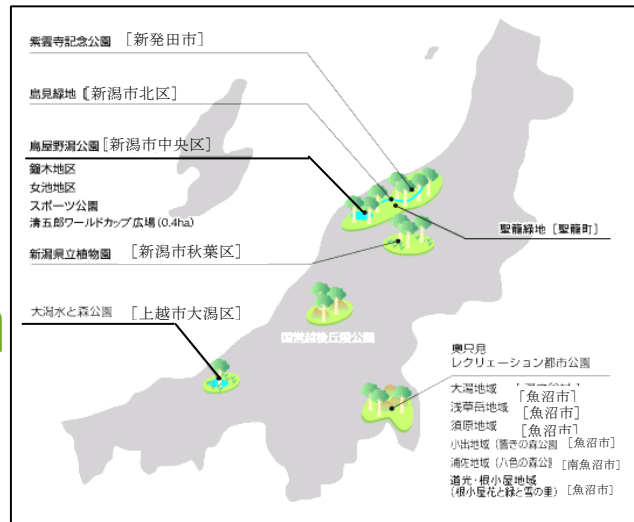 紫雲寺記念公園 [新発田市]
島見緑地 [新潟市北区]
鳥屋野潟公園 [新潟市中央区]
鐘木地区
女池地区
スポーツ公園
清五郎ワールドカップ広場(0.4ha)
新潟県立植物園 [新潟市秋葉区]
聖籠緑地 [聖籠町]
大潟水と森公園 [上越市大潟区]
国営越後丘陵公園
奥只見
レクリエーション都市公園
大湯地域 [魚沼市]
浅草岳地域 [魚沼市]
須原地域 [魚沼市]
小出地域 (響きの森公園 [魚沼市]
浦佐地域 (八色の森公園 [南魚沼市]
道光・根小屋地域
(根小屋花と緑と雪の里) [魚沼市]